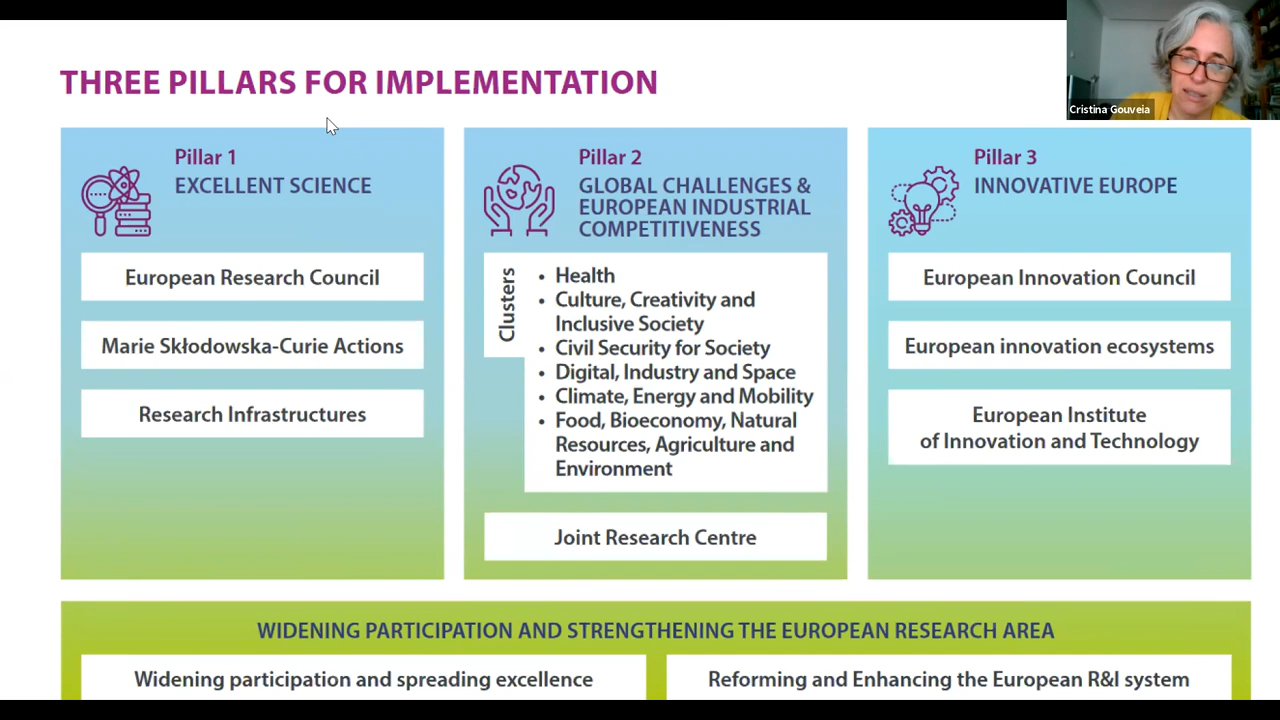 THREE PILLARS FOR IMPLEMENTATION
Cristina Gouveia
Pillar 1
EXCELLENT SCIENCE
European Research Council
Marie Skłodowska-Curie Actions
Research Infrastructures
Pillar 2
GLOBAL CHALLENGES &
EUROPEAN INDUSTRIAL
COMPETITIVENESS
Clusters
• Health
• Culture, Creativity and
Inclusive Society
• Civil Security for Society
• Digital, Industry and Space
• Climate, Energy and Mobility
• Food, Bioeconomy, Natural
Resources, Agriculture and
Environment
Joint Research Centre
Pillar 3
INNOVATIVE EUROPE
European Innovation Council
European innovation ecosystems
European Institute
of Innovation and Technology
WIDENING PARTICIPATION AND STRENGTHENING THE EUROPEAN RESEARCH AREA
Widening participation and spreading excellence
Reforming and Enhancing the European R&I system